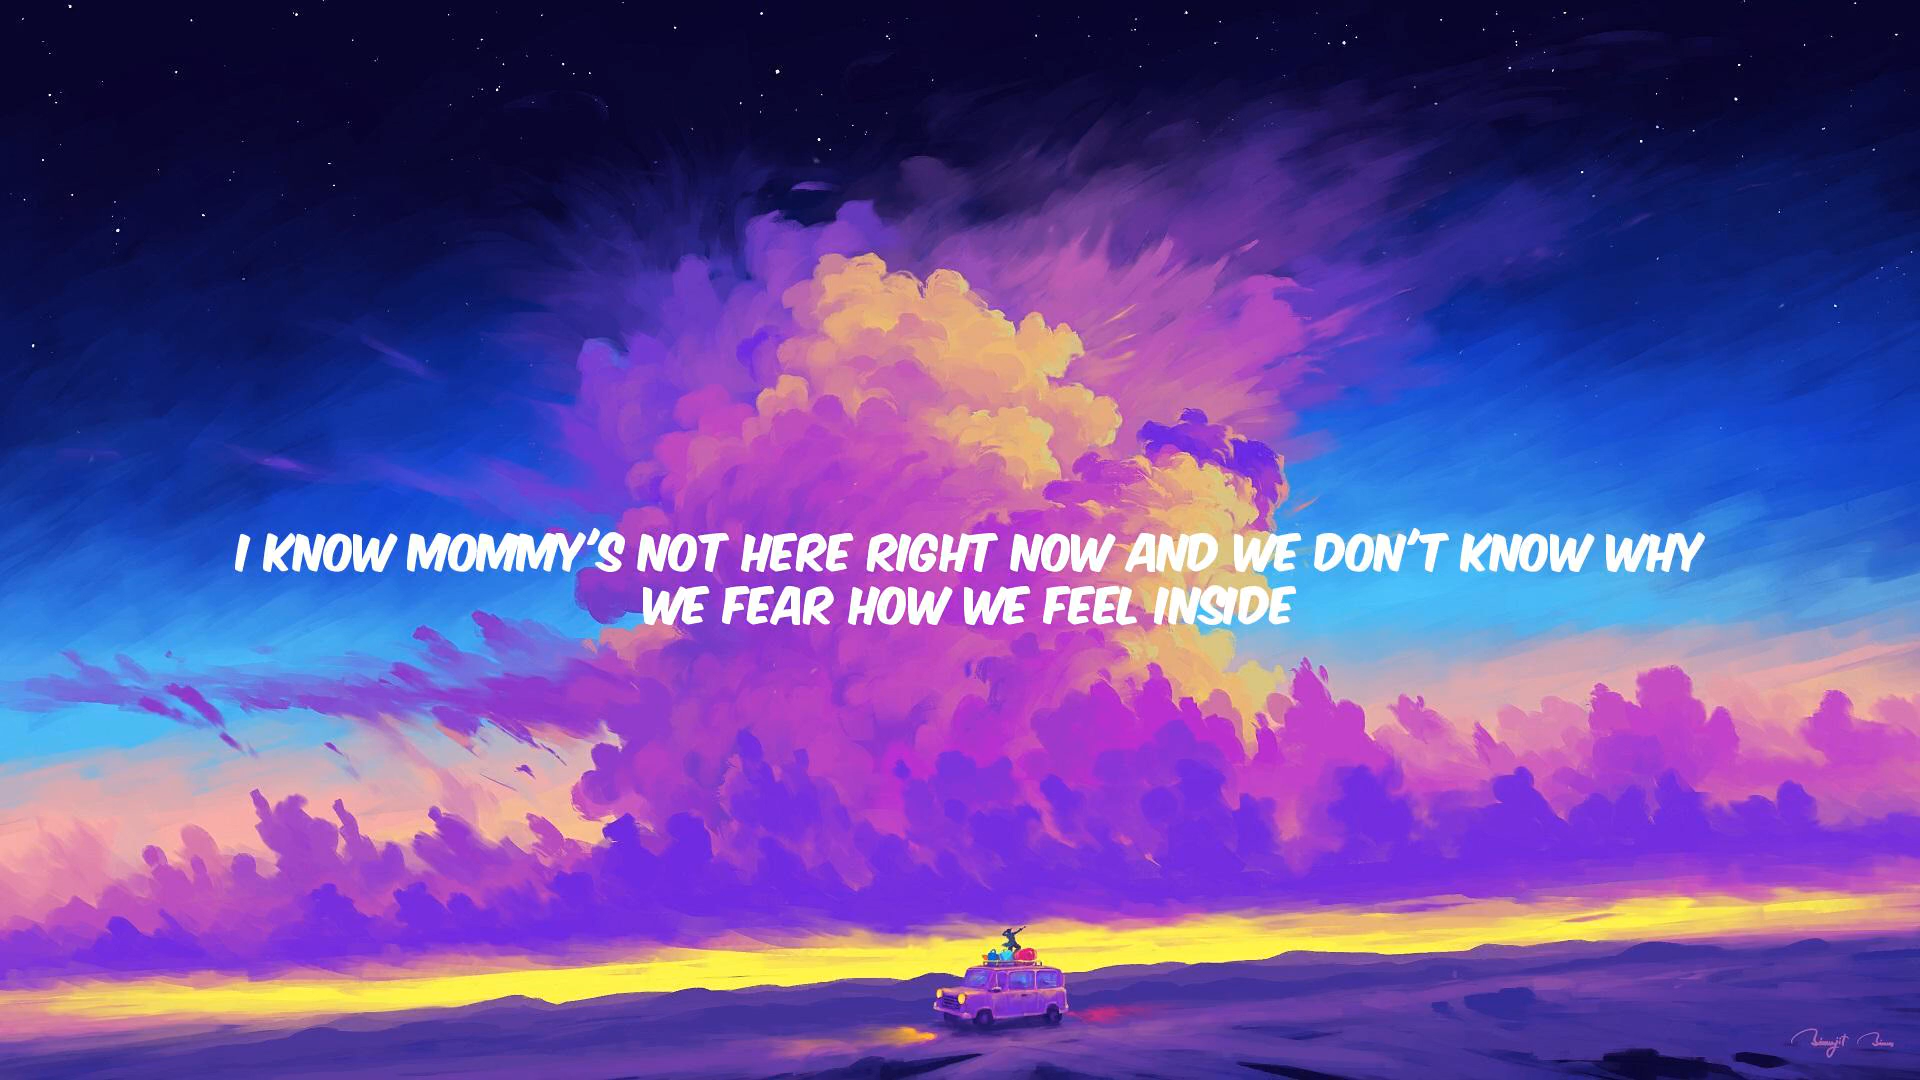 I KNOW MOMMY'S NOT HERE RIGHT NOW AND WE DON'T KNOW WHY
WE FEAR HOW WE FEEL INSIDE